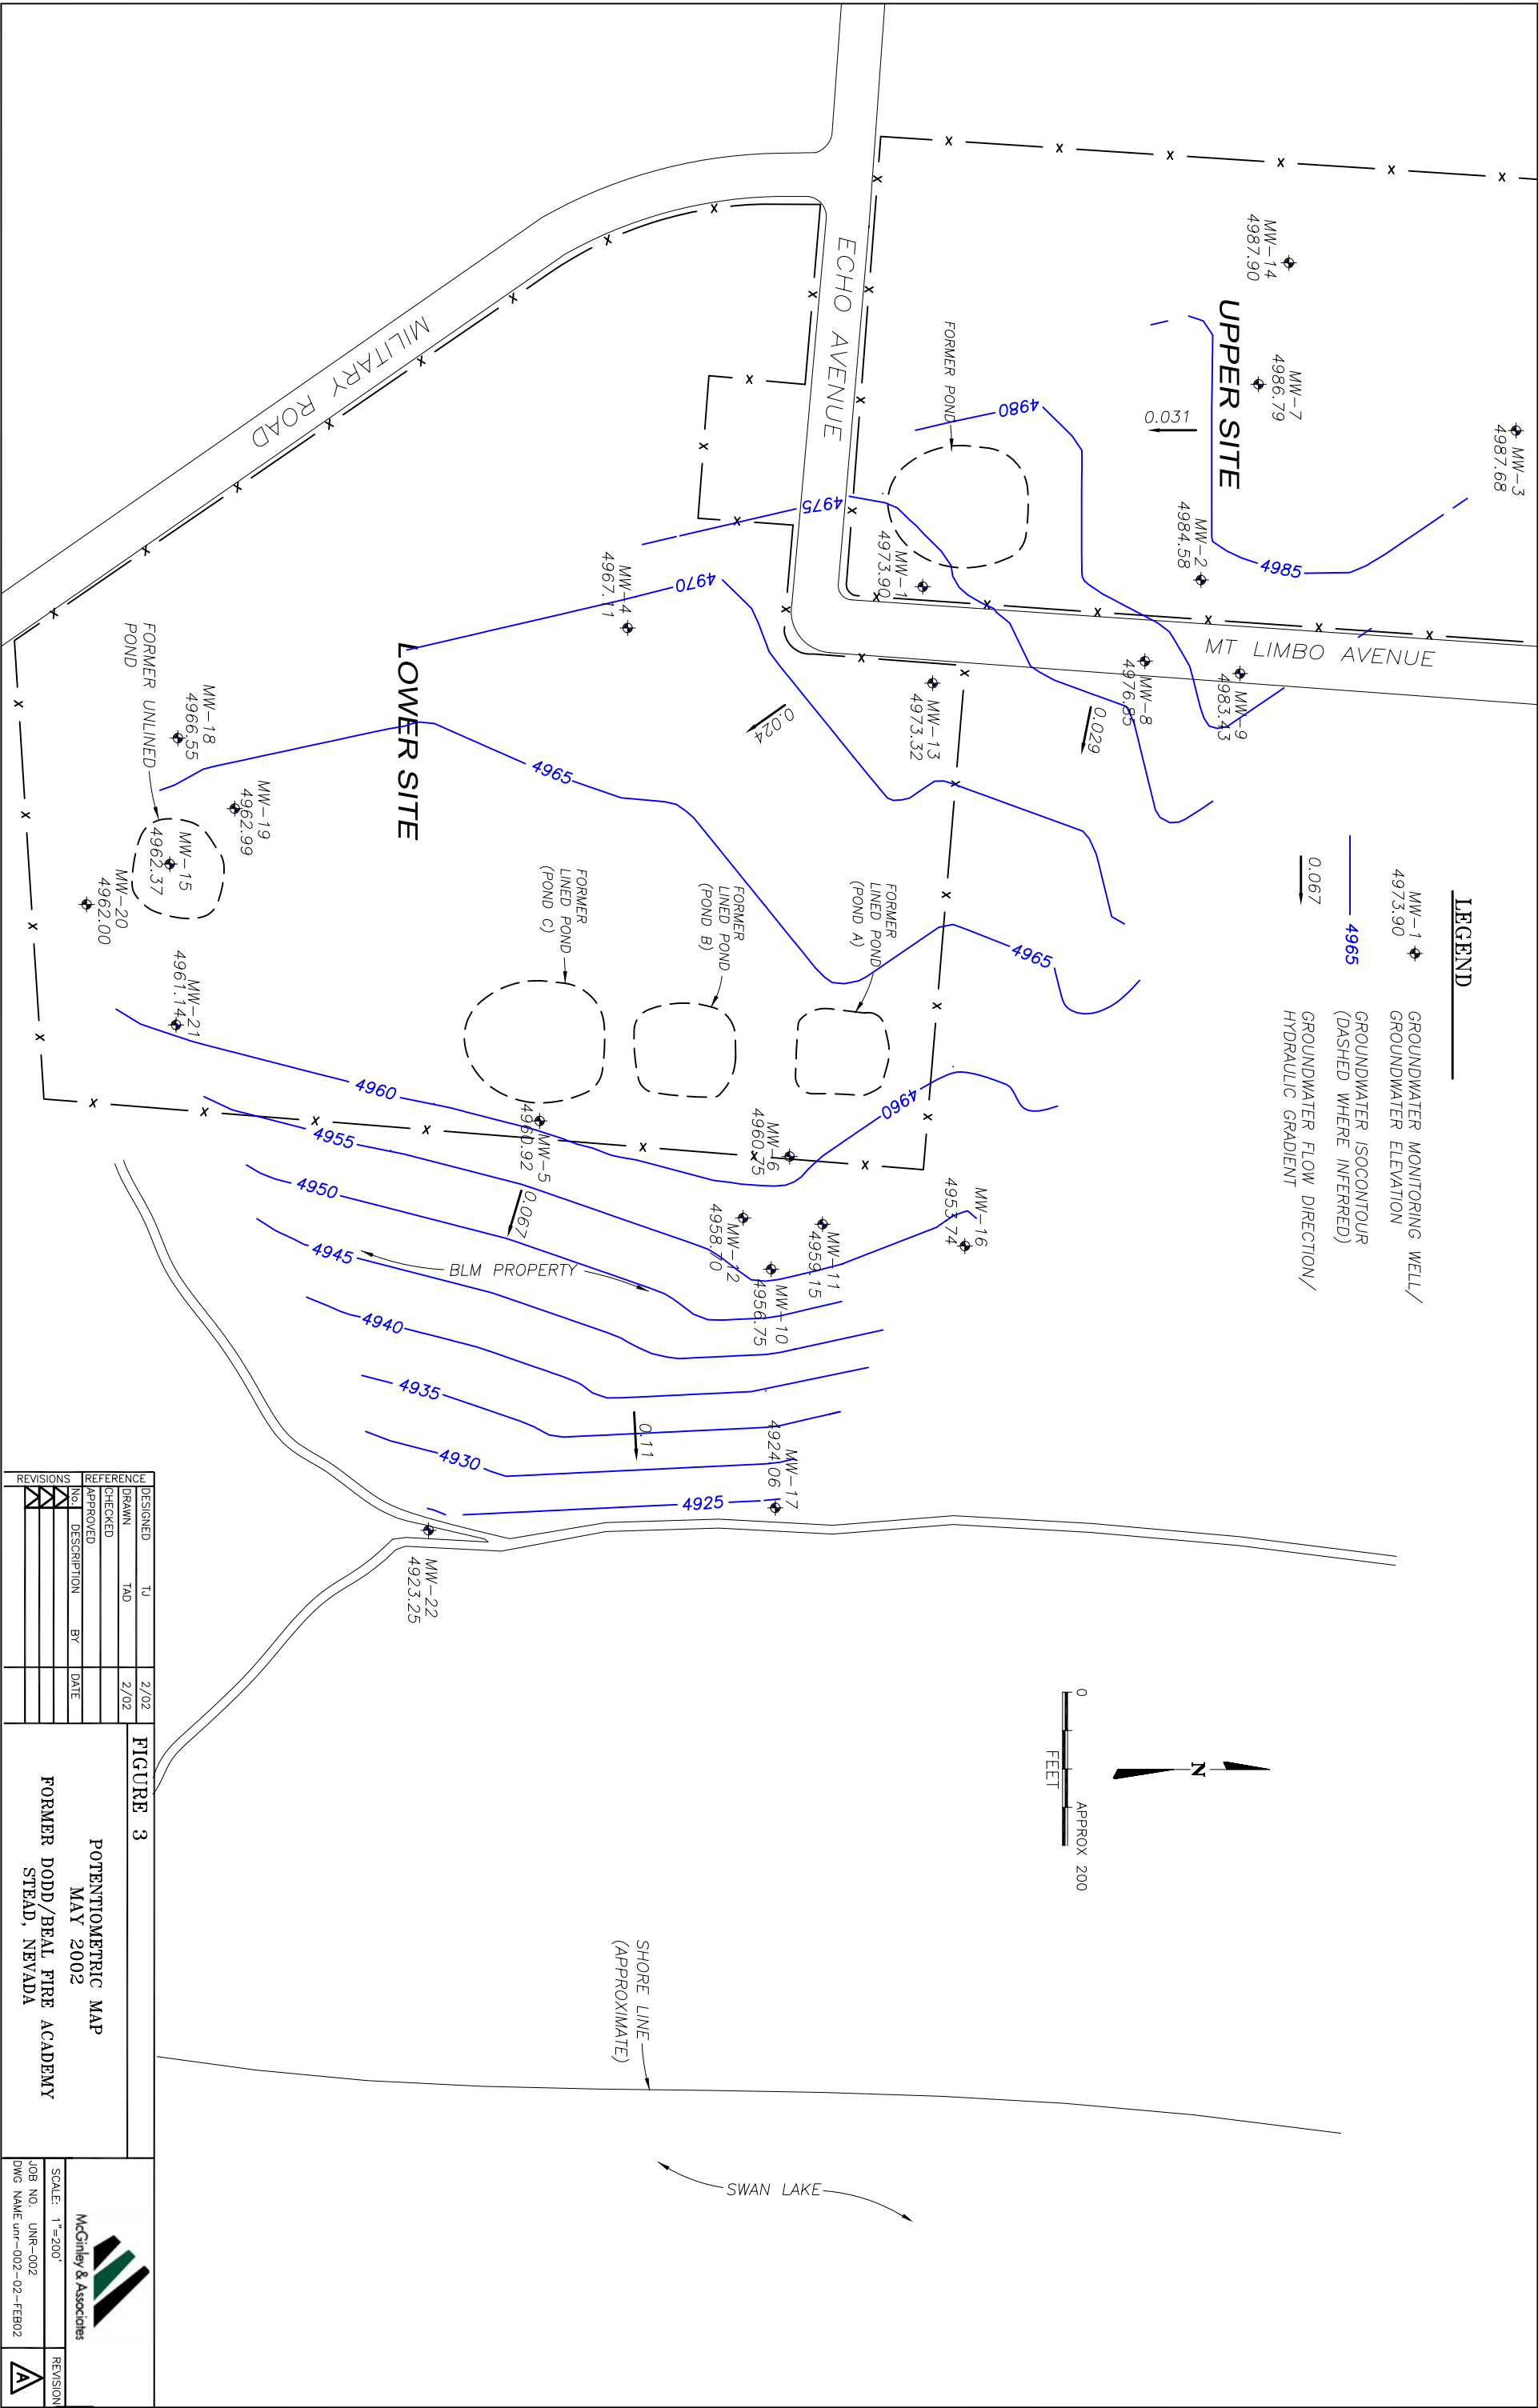 LEGEND
MW-1
4973.90
GROUNDWATER MONITORING WELL/
GROUNDWATER ELEVATION
4965
GROUNDWATER ISOCONTOUR
(DASHED WHERE INFERRED)
0.067
GROUNDWATER FLOW DIRECTION/
HYDRAULIC GRADIENT
MW-3
4987.68
MW-14
4987.90
MW-7
4986.79
UPPER SITE
0.031
MW-2
4984.58
4985
MT LIMBO AVENUE
MW-9
4983.43
MW-8
4976.85
0.029
4980
FORMER POND
MW-1
4973.90
MW-13
4973.32
ECHO AVENUE
4975
0.024
4970
MW-4
4967.11
4965
4965
MILITARY ROAD
LOWER SITE
FORMER
LINED POND
(POND A)
FORMER
LINED POND
(POND B)
FORMER
LINED POND
(POND C)
MW-18
4966.55
MW-19
4962.99
FORMER UNLINED
POND
MW-15
4962.37
MW-20
4962.00
MW-21
4961.14
4960
4960
MW-16
4953.74
MW-6
4960.75
MW-5
4960.92
MW-11
4959.15
MW-12
4958.70
MW-10
4956.75
4955
4950
4945
4940
4935
4930
4925
0.067
BLM PROPERTY
0.11
MW-17
4924.06
MW-22
4923.25
N
0
APPROX 200
FEET
SHORE LINE
(APPROXIMATE)
SWAN LAKE
REFERENCE
DESIGNED TJ 2/02
DRAWN TAD 2/02
CHECKED
APPROVED
REVISIONS
No. DESCRIPTION BY DATE
FIGURE 3
POTENTIOMETRIC MAP
MAY 2002
FORMER DODD/BEAL FIRE ACADEMY
STEAD, NEVADA
McGinley & Associates
SCALE: 1"=200'
REVISION
JOB NO. UNR-002
DWG NAME unr-002-02-FEB02
A